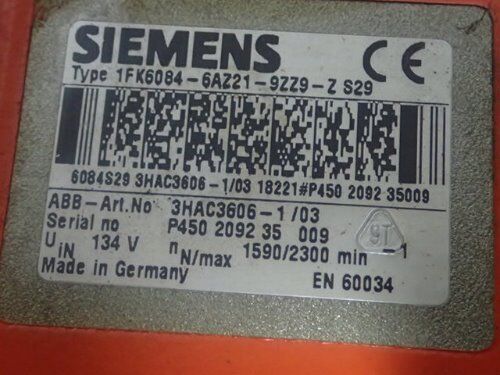 SIEMENS CE
Type 1FK6084-6AZ21-9ZZ9-Z S29
6084S29 3HAC3606-1/03 18221#P450 2092 35009
ABB-Art.No 3HAC3606-1/03
Serial no P450 2092 35 009
UIN 134 V nN/max 1590/2300 min-1
9T
Made in Germany EN 60034